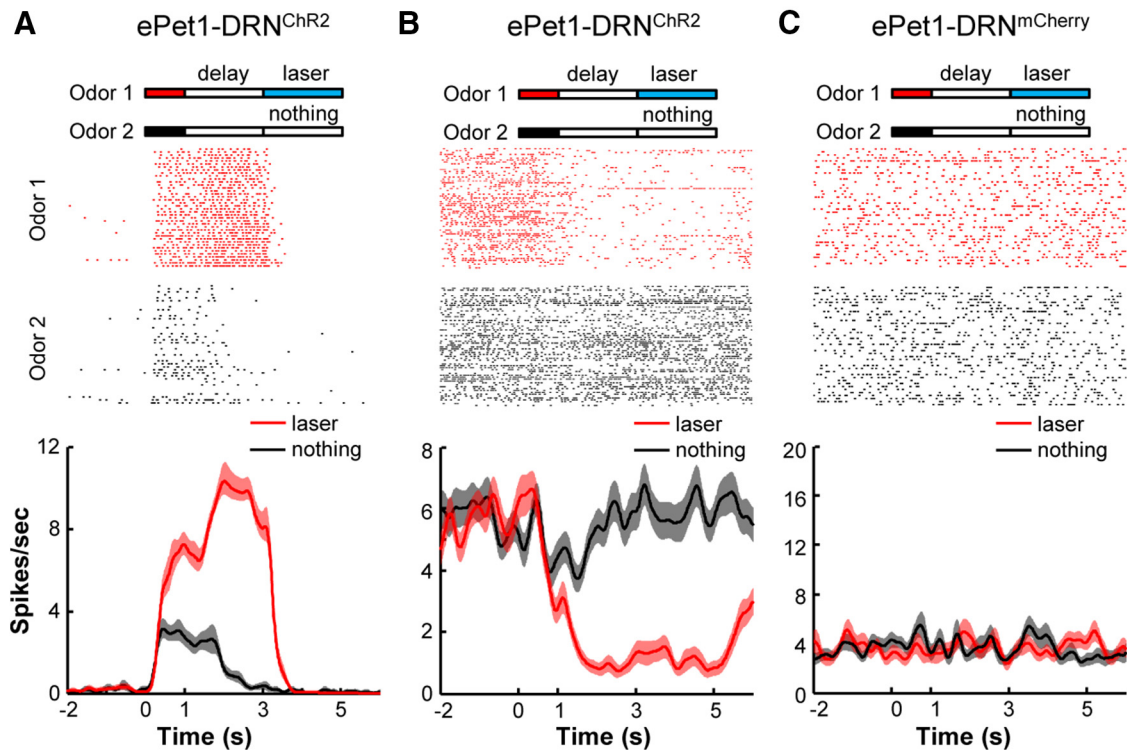 A ePet1-DRN^ChR2
delay laser
Odor 1
nothing
Odor 2
Odor 1
Odor 2
laser
nothing
12
8
4
0
Spikes/sec
-2 0 1 3 5
Time (s)
B ePet1-DRN^ChR2
delay laser
Odor 1
nothing
Odor 2
laser
nothing
8
6
4
2
0
-2 0 1 3 5
Time (s)
C ePet1-DRN^mCherry
delay laser
Odor 1
nothing
Odor 2
laser
nothing
20
16
12
8
4
0
-2 0 1 3 5
Time (s)